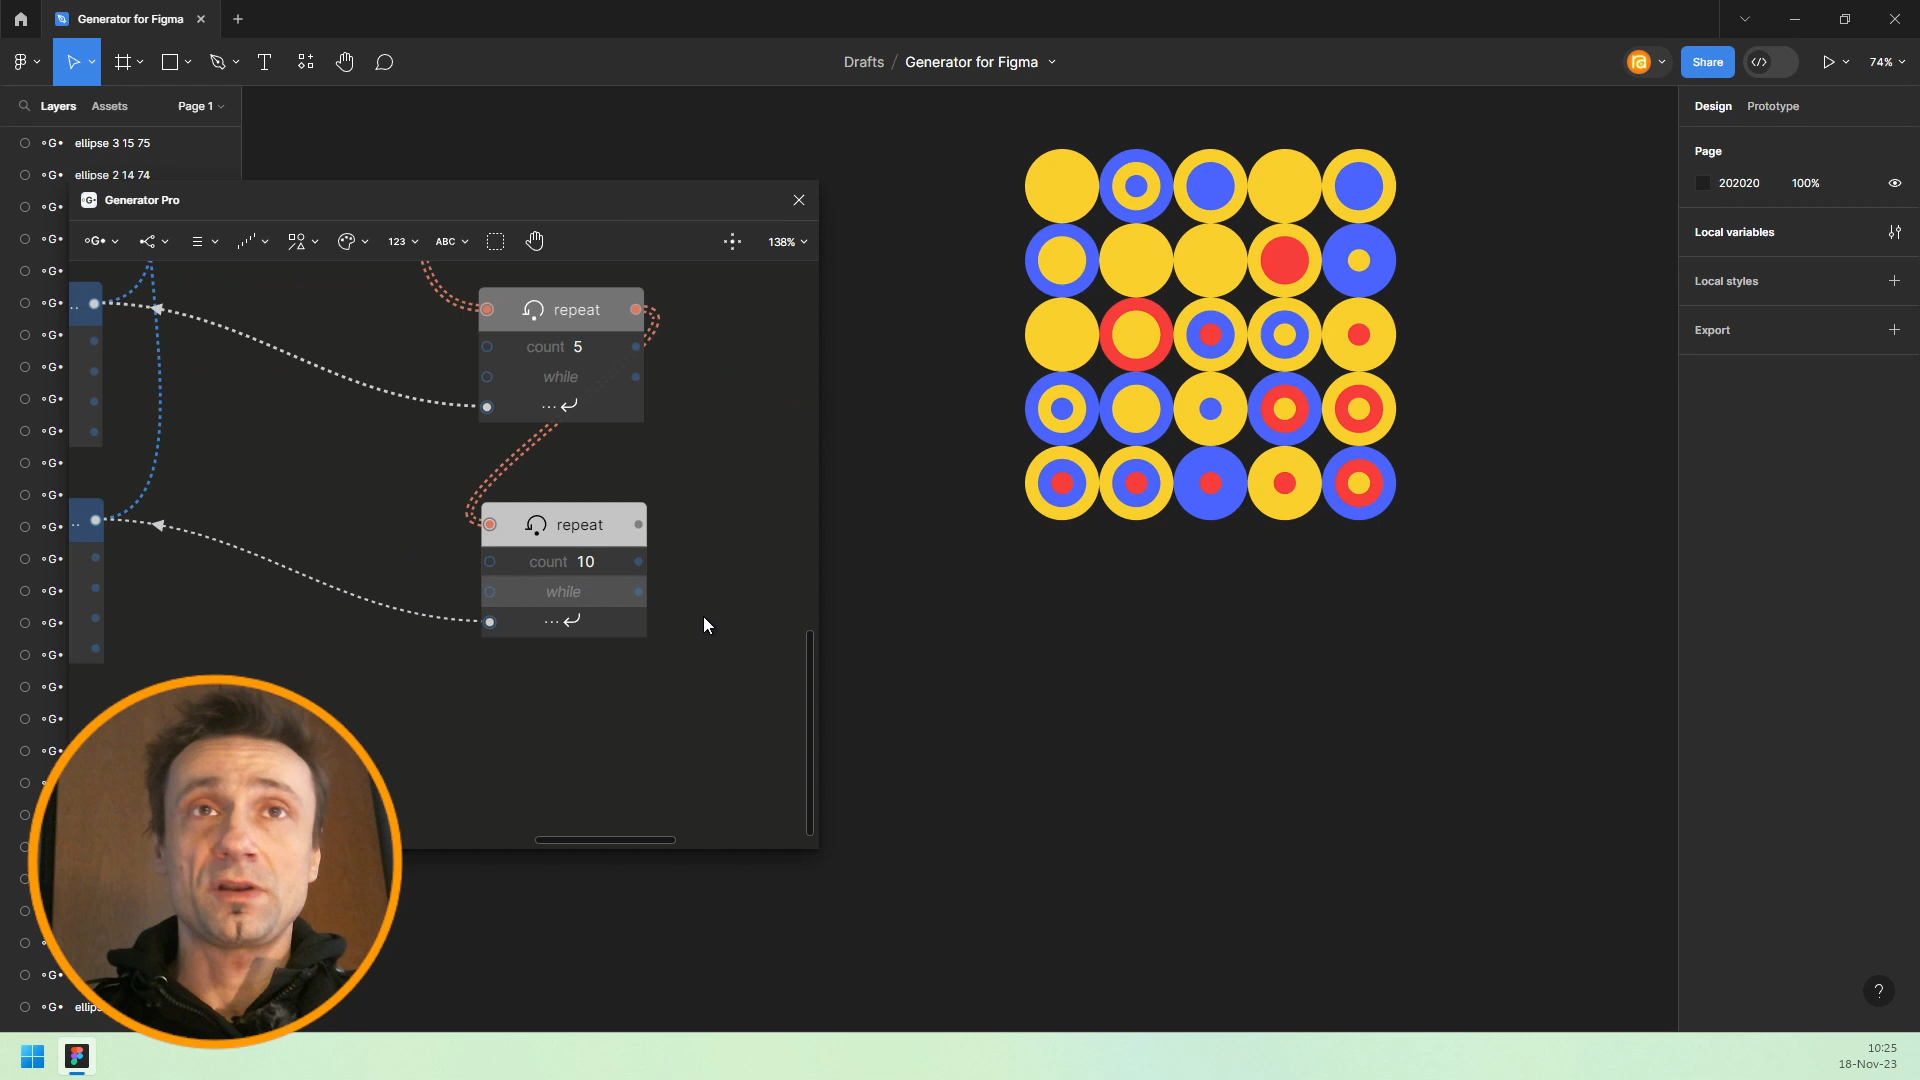 Generator for Figma
Drafts / Generator for Figma
Share
74%
Layers
Assets
Page 1
Design
Prototype
ellipse 3 15 75
ellipse 2 14 74
Page
202020
100%
Local variables
Local styles
Export
G
Generator Pro
G
123
ABC
138%
repeat
count 5
while
...
repeat
count 10
while
...
ellip
?
10:25
18-Nov-23